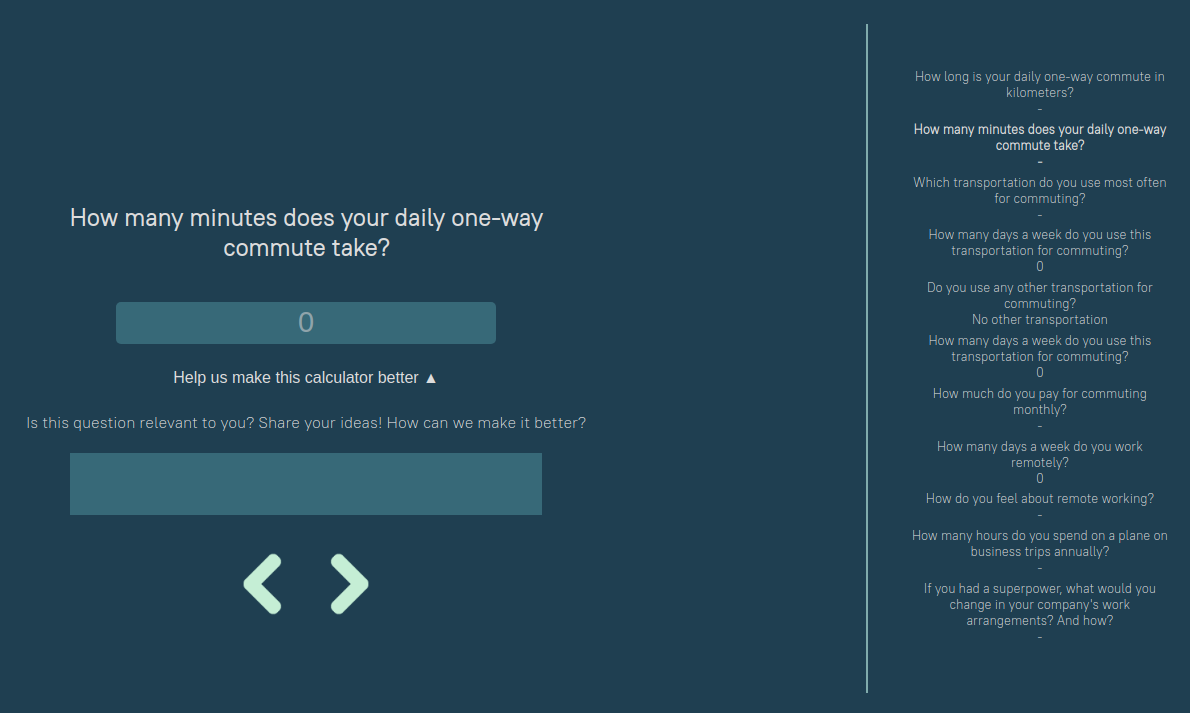 How many minutes does your daily one-way
commute take?
0
Help us make this calculator better ▲
Is this question relevant to you? Share your ideas! How can we make it better?
How long is your daily one-way commute in
kilometers?
-
How many minutes does your daily one-way
commute take?
-
Which transportation do you use most often
for commuting?
-
How many days a week do you use this
transportation for commuting?
0
Do you use any other transportation for
commuting?
No other transportation
How many days a week do you use this
transportation for commuting?
0
How much do you pay for commuting
monthly?
-
How many days a week do you work
remotely?
0
How do you feel about remote working?
-
How many hours do you spend on a plane on
business trips annually?
-
If you had a superpower, what would you
change in your company's work
arrangements? And how?
-